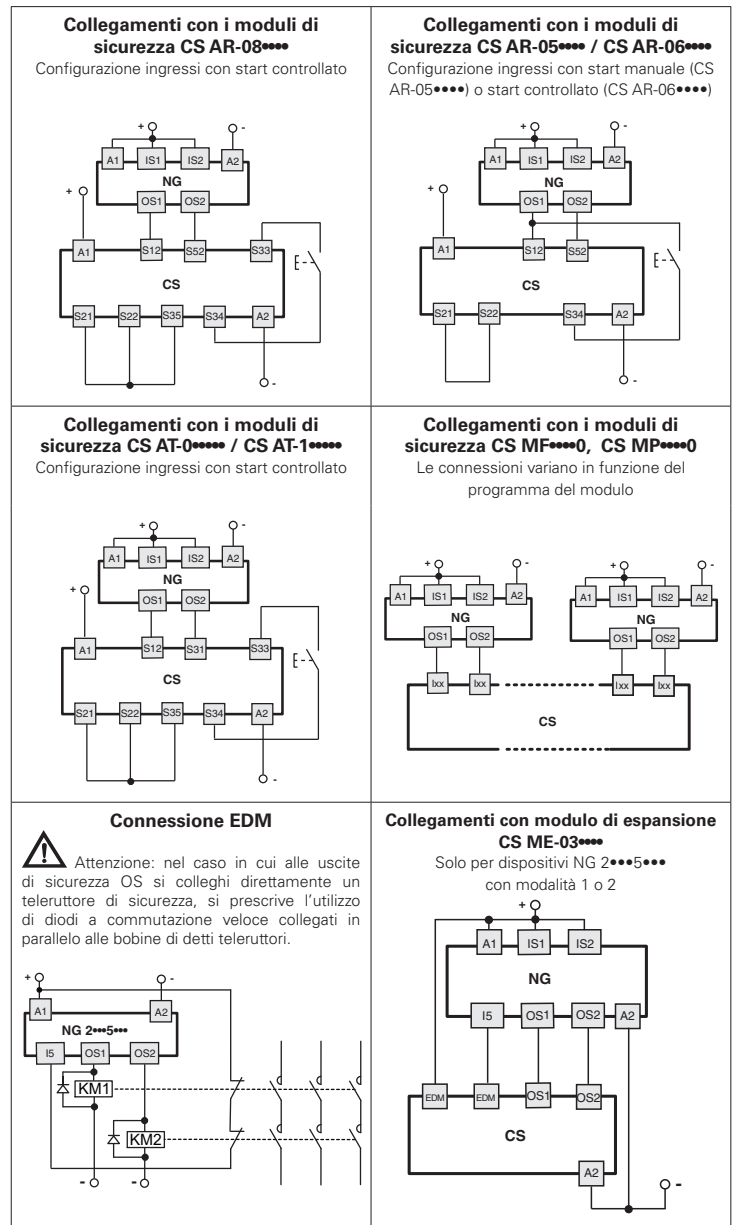 Collegamenti con i moduli di
sicurezza CS AR-08••••
Configurazione ingressi con start controllato
+ -
A1 IS1 IS2 A2
NG
OS1 OS2
+
A1 S12 S52 S33
CS
S21 S22 S35 S34 A2
-
Collegamenti con i moduli di
sicurezza CS AR-05•••• / CS AR-06••••
Configurazione ingressi con start manuale (CS
AR-05••••) o start controllato (CS AR-06••••)
+ -
A1 IS1 IS2 A2
NG
OS1 OS2
+
A1 S12 S52
CS
S21 S22 S34 A2
-
Collegamenti con i moduli di
sicurezza CS AT-0••••• / CS AT-1•••••
Configurazione ingressi con start controllato
+ -
A1 IS1 IS2 A2
NG
OS1 OS2
+
A1 S12 S31 S33
CS
S21 S22 S35 S34 A2
-
Collegamenti con i moduli di
sicurezza CS MF••••0, CS MP••••0
Le connessioni variano in funzione del
programma del modulo
+ - + -
A1 IS1 IS2 A2 A1 IS1 IS2 A2
NG NG
OS1 OS2 OS1 OS2
Ixx Ixx Ixx Ixx
CS
Connessione EDM
Attenzione: nel caso in cui alle uscite
di sicurezza OS si colleghi direttamente un
teleruttore di sicurezza, si prescrive l'utilizzo
di diodi a commutazione veloce collegati in
parallelo alle bobine di detti teleruttori.
+ -
A1 A2
NG 2•••5•••
I5 OS1 OS2
KM1
KM2
- -
Collegamenti con modulo di espansione
CS ME-03••••
Solo per dispositivi NG 2•••5•••
con modalità 1 o 2
+
A1 IS1 IS2
NG
I5 OS1 OS2 A2
EDM EDM OS1 OS2
CS
A2
-